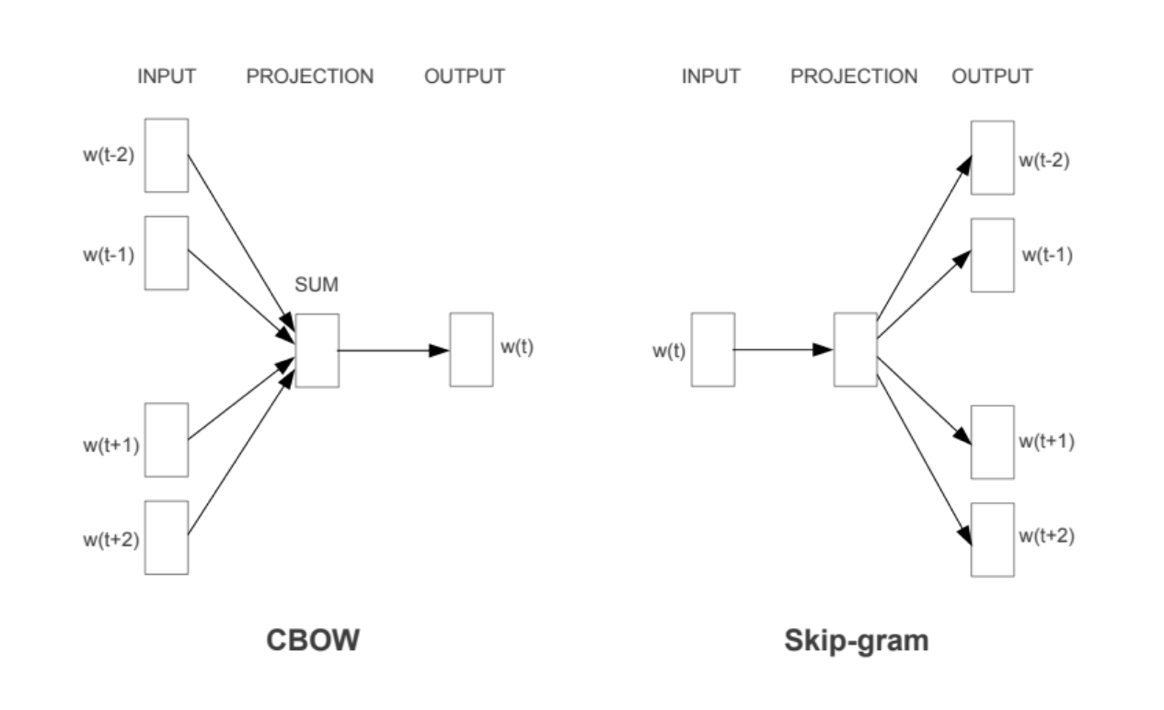 INPUT PROJECTION OUTPUT
w(t-2)
w(t-1)
SUM
w(t)
w(t+1)
w(t+2)
CBOW
INPUT PROJECTION OUTPUT
w(t-2)
w(t-1)
w(t)
w(t+1)
w(t+2)
Skip-gram